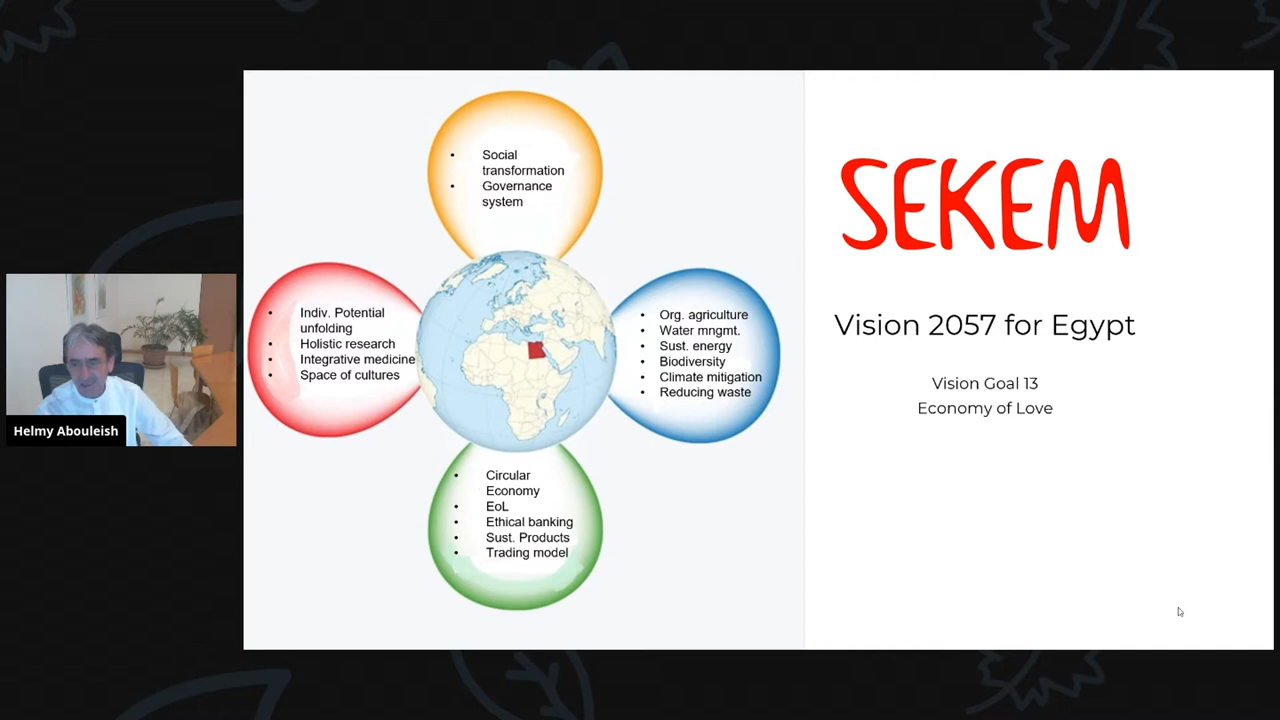 • Social
transformation
• Governance
system
• Indiv. Potential
unfolding
• Holistic research
• Integrative medicine
• Space of cultures
• Org. agriculture
• Water mngmt.
• Sust. energy
• Biodiversity
• Climate mitigation
• Reducing waste
• Circular
Economy
• EoL
• Ethical banking
• Sust. Products
• Trading model
SEKEM
Vision 2057 for Egypt
Vision Goal 13
Economy of Love
Helmy Abouleish